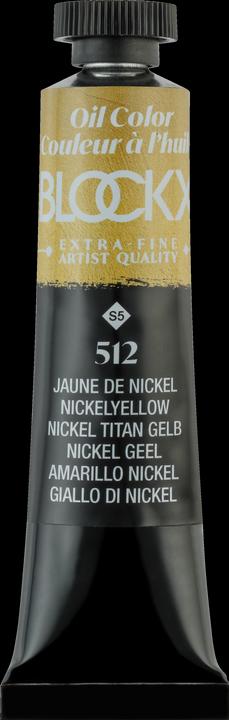 Oil Color
Couleur à l'huil
BLOCKX
EXTRA-FINE
ARTIST QUALITY
S5
512
JAUNE DE NICKEL
NICKELYELLOW
NICKEL TITAN GELB
NICKEL GEEL
AMARILLO NICKEL
GIALLO DI NICKEL